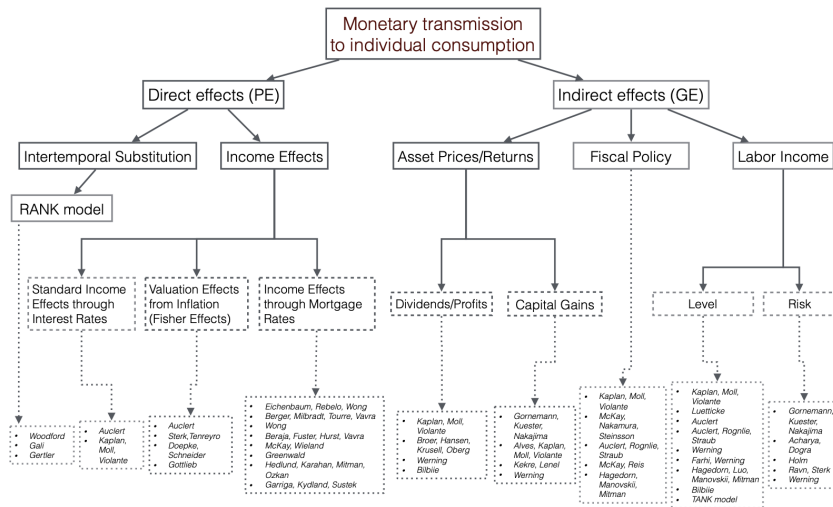 Monetary transmission
to individual consumption
Direct effects (PE)
Indirect effects (GE)
Intertemporal Substitution
Income Effects
Asset Prices/Returns
Fiscal Policy
Labor Income
RANK model
Standard Income
Effects through
Interest Rates
Valuation Effects
from Inflation
(Fisher Effects)
Income Effects
through Mortgage
Rates
Dividends/Profits
Capital Gains
Level
Risk
• Woodford
• Gali
• Gertler
• Auclert
• Kaplan,
Moll,
Violante
• Auclert
• Sterk,Tenreyro
• Doepke,
Schneider
• Gottlieb
• Eichenbaum, Rebelo, Wong
• Berger, Milbradt, Tourre, Vavra
• Wong
• Beraja, Fuster, Hurst, Vavra
• McKay, Wieland
• Greenwald
• Hedlund, Karahan, Mitman,
Ozkan
• Garriga, Kydland, Sustek
• Kaplan, Moll,
Violante
• Broer, Hansen,
Krusell, Oberg
• Werning
• Bilbiie
• Gornemann,
Kuester,
Nakajima
• Alves, Kaplan,
Moll, Violante
• Kekre, Lenel
• Werning
• Kaplan, Moll,
Violante
• McKay,
Nakamura,
Steinsson
• Auclert, Rognlie,
Straub
• McKay, Reis
• Hagedorn,
Manovskii,
Mitman
• Kaplan, Moll,
Violante
• Luetticke
• Auclert
• Auclert, Rognlie,
Straub
• Werning
• Farhi, Werning
• Hagedorn, Luo,
Manovskii, Mitman
• Bilbiie
• TANK model
• Gornemann,
Kuester,
Nakajima
• Acharya,
Dogra
• Holm
• Ravn, Sterk
• Werning